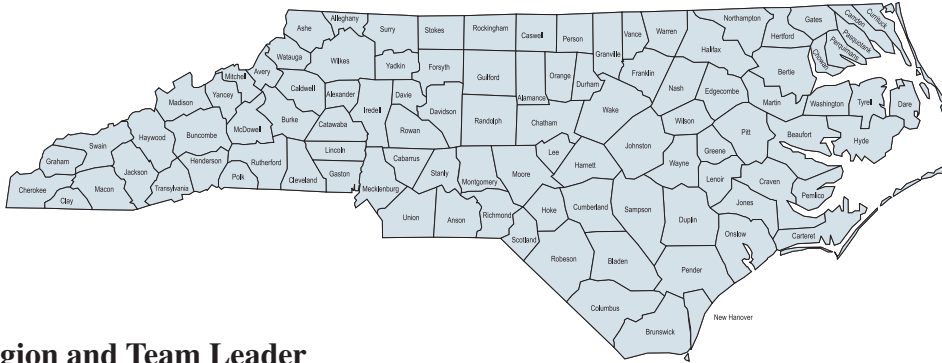 Ashe
Alleghany
Surry
Stokes
Rockingham
Caswell
Person
Granville
Vance
Warren
Northampton
Gates
Camden
Currituck
Pasquotank
Perquimans
Chowan
Hertford
Halifax
Bertie
Watauga
Wilkes
Yadkin
Forsyth
Guilford
Alamance
Orange
Durham
Franklin
Nash
Edgecombe
Martin
Washington
Tyrell
Dare
Mitchell
Avery
Caldwell
Alexander
Iredell
Davie
Davidson
Randolph
Chatham
Wake
Wilson
Pitt
Beaufort
Hyde
Madison
Yancey
McDowell
Burke
Catawaba
Rowan
Lee
Harnett
Johnston
Wayne
Greene
Lenoir
Craven
Pemlico
Swain
Haywood
Buncombe
Lincoln
Gaston
Cabarrus
Stanly
Montgomery
Moore
Graham
Jackson
Henderson
Rutherford
Polk
Cleveland
Mecklenburg
Cherokee
Clay
Macon
Transylvania
Union
Anson
Richmond
Scotland
Hoke
Cumberland
Sampson
Duplin
Jones
Onslow
Carteret
Robeson
Bladen
Pender
Columbus
Brunswick
New Hanover
gion and Team Leader